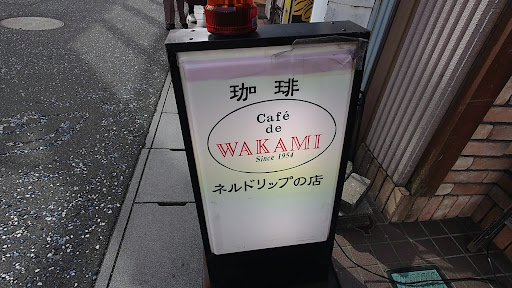 珈琲
Café
de
WAKAMI
Since 1954
ネルドリップの店